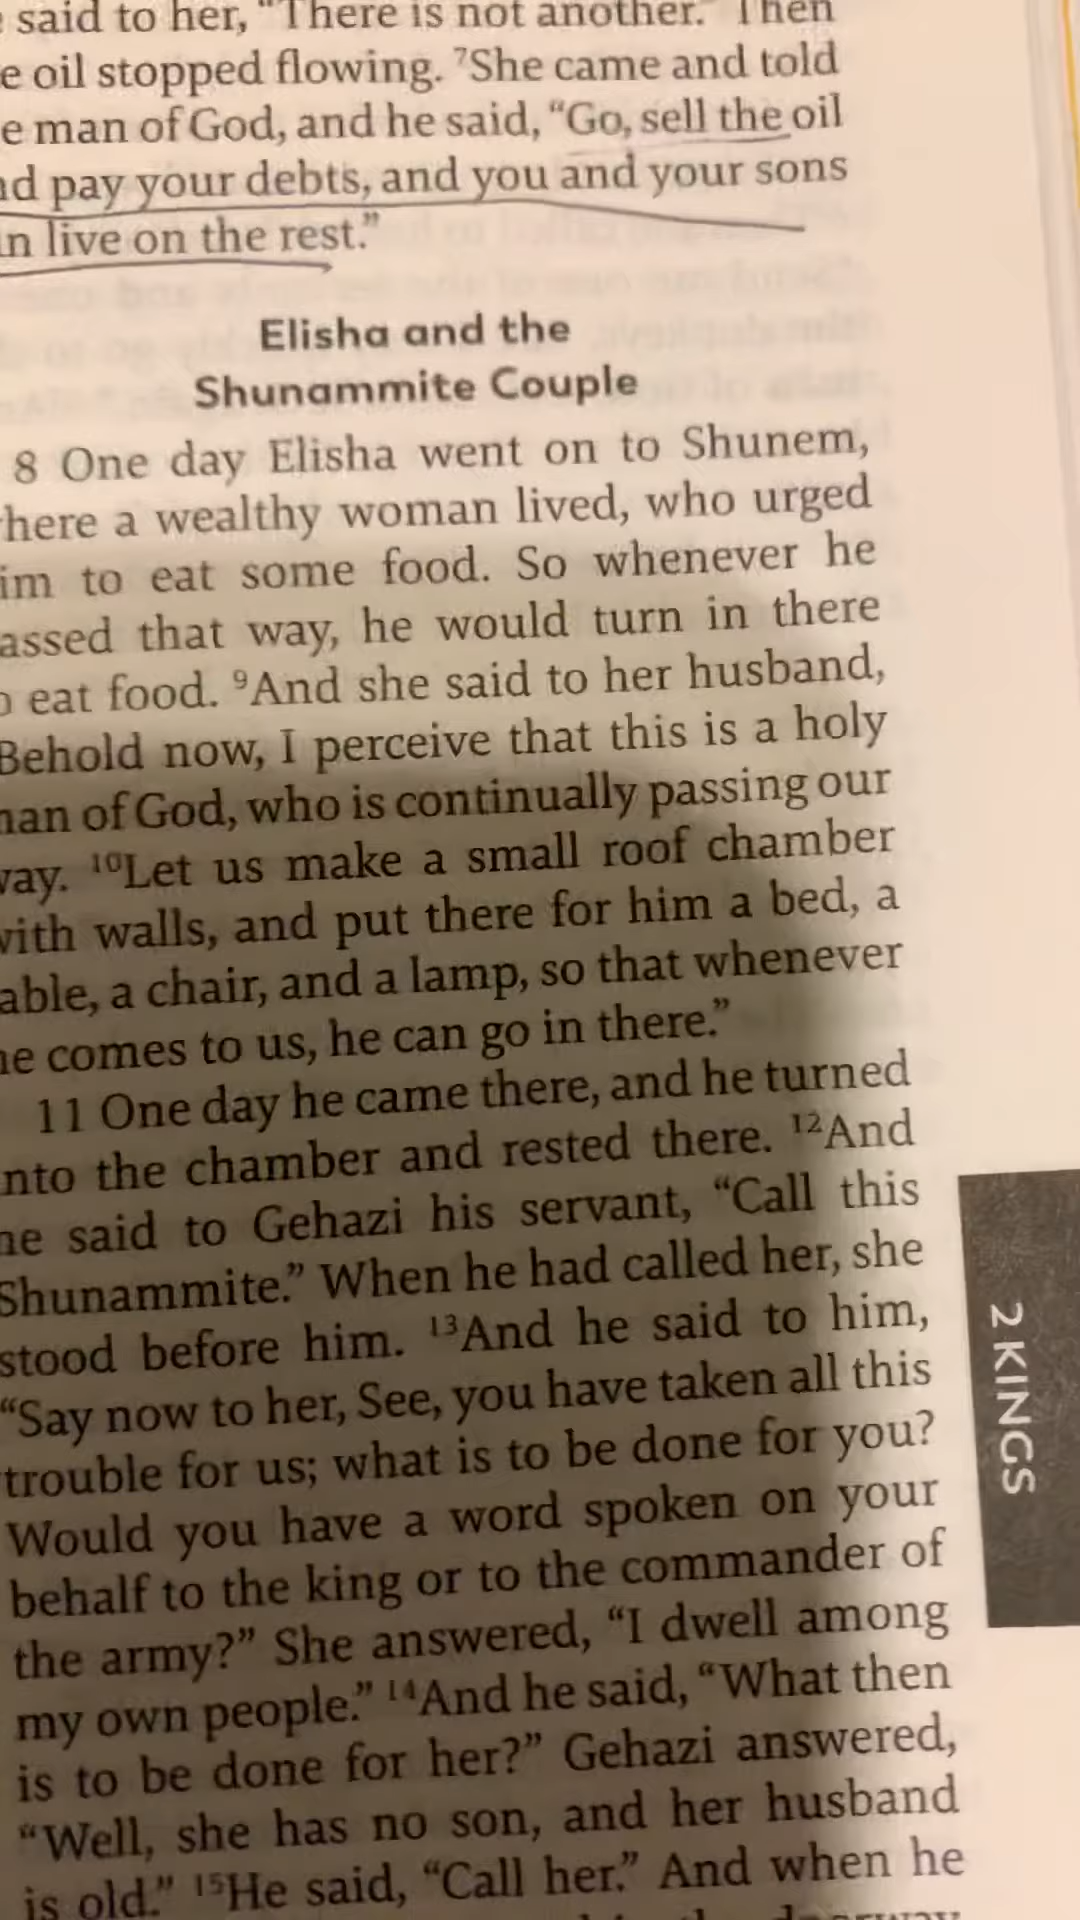 said to her, "There is not another." Then
e oil stopped flowing. ⁷She came and told
e man of God, and he said, "Go, sell the oil
nd pay your debts, and you and your sons
n live on the rest."
Elisha and the
Shunammite Couple
8 One day Elisha went on to Shunem,
here a wealthy woman lived, who urged
im to eat some food. So whenever he
assed that way, he would turn in there
o eat food. ⁹And she said to her husband,
Behold now, I perceive that this is a holy
man of God, who is continually passing our
way. ¹⁰Let us make a small roof chamber
with walls, and put there for him a bed, a
able, a chair, and a lamp, so that whenever
he comes to us, he can go in there."
11 One day he came there, and he turned
into the chamber and rested there. ¹²And
he said to Gehazi his servant, "Call this
Shunammite." When he had called her, she
stood before him. ¹³And he said to him,
"Say now to her, See, you have taken all this
trouble for us; what is to be done for you?
Would you have a word spoken on your
behalf to the king or to the commander of
the army?" She answered, "I dwell among
my own people." ¹⁴And he said, "What then
is to be done for her?" Gehazi answered,
"Well, she has no son, and her husband
is old." ¹⁵He said, "Call her." And when he
doorway
2 KINGS